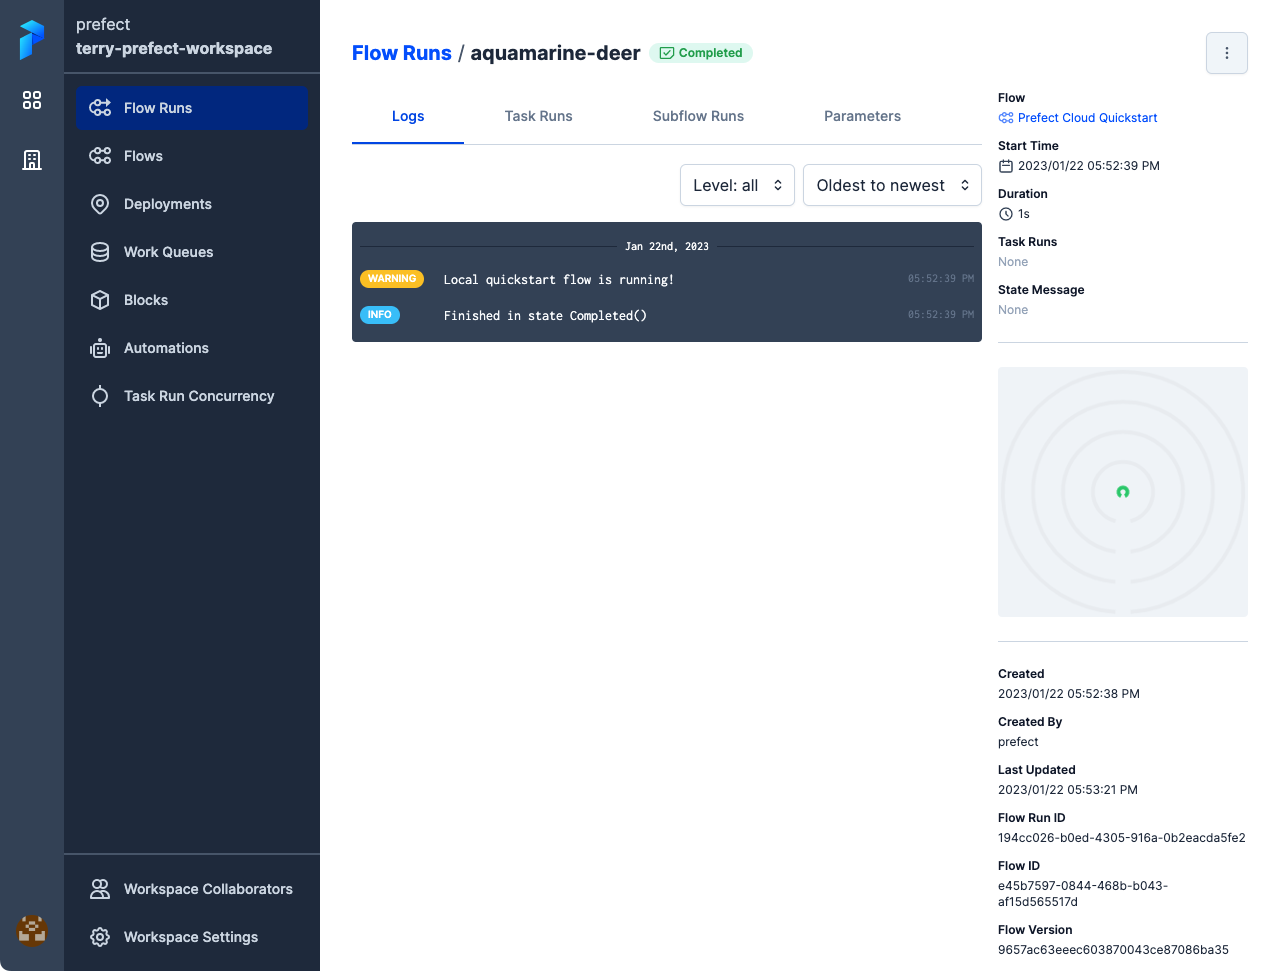 prefect
terry-prefect-workspace
Flow Runs
Flows
Deployments
Work Queues
Blocks
Automations
Task Run Concurrency
Workspace Collaborators
Workspace Settings
Flow Runs / aquamarine-deer Completed
Logs Task Runs Subflow Runs Parameters
Level: all Oldest to newest
Jan 22nd, 2023
WARNING Local quickstart flow is running! 05:52:39 PM
INFO Finished in state Completed() 05:52:39 PM
Flow
Prefect Cloud Quickstart
Start Time
2023/01/22 05:52:39 PM
Duration
1s
Task Runs
None
State Message
None
Created
2023/01/22 05:52:38 PM
Created By
prefect
Last Updated
2023/01/22 05:53:21 PM
Flow Run ID
194cc026-b0ed-4305-916a-0b2eacda5fe2
Flow ID
e45b7597-0844-468b-b043-
af15d565517d
Flow Version
9657ac63eeec603870043ce87086ba35